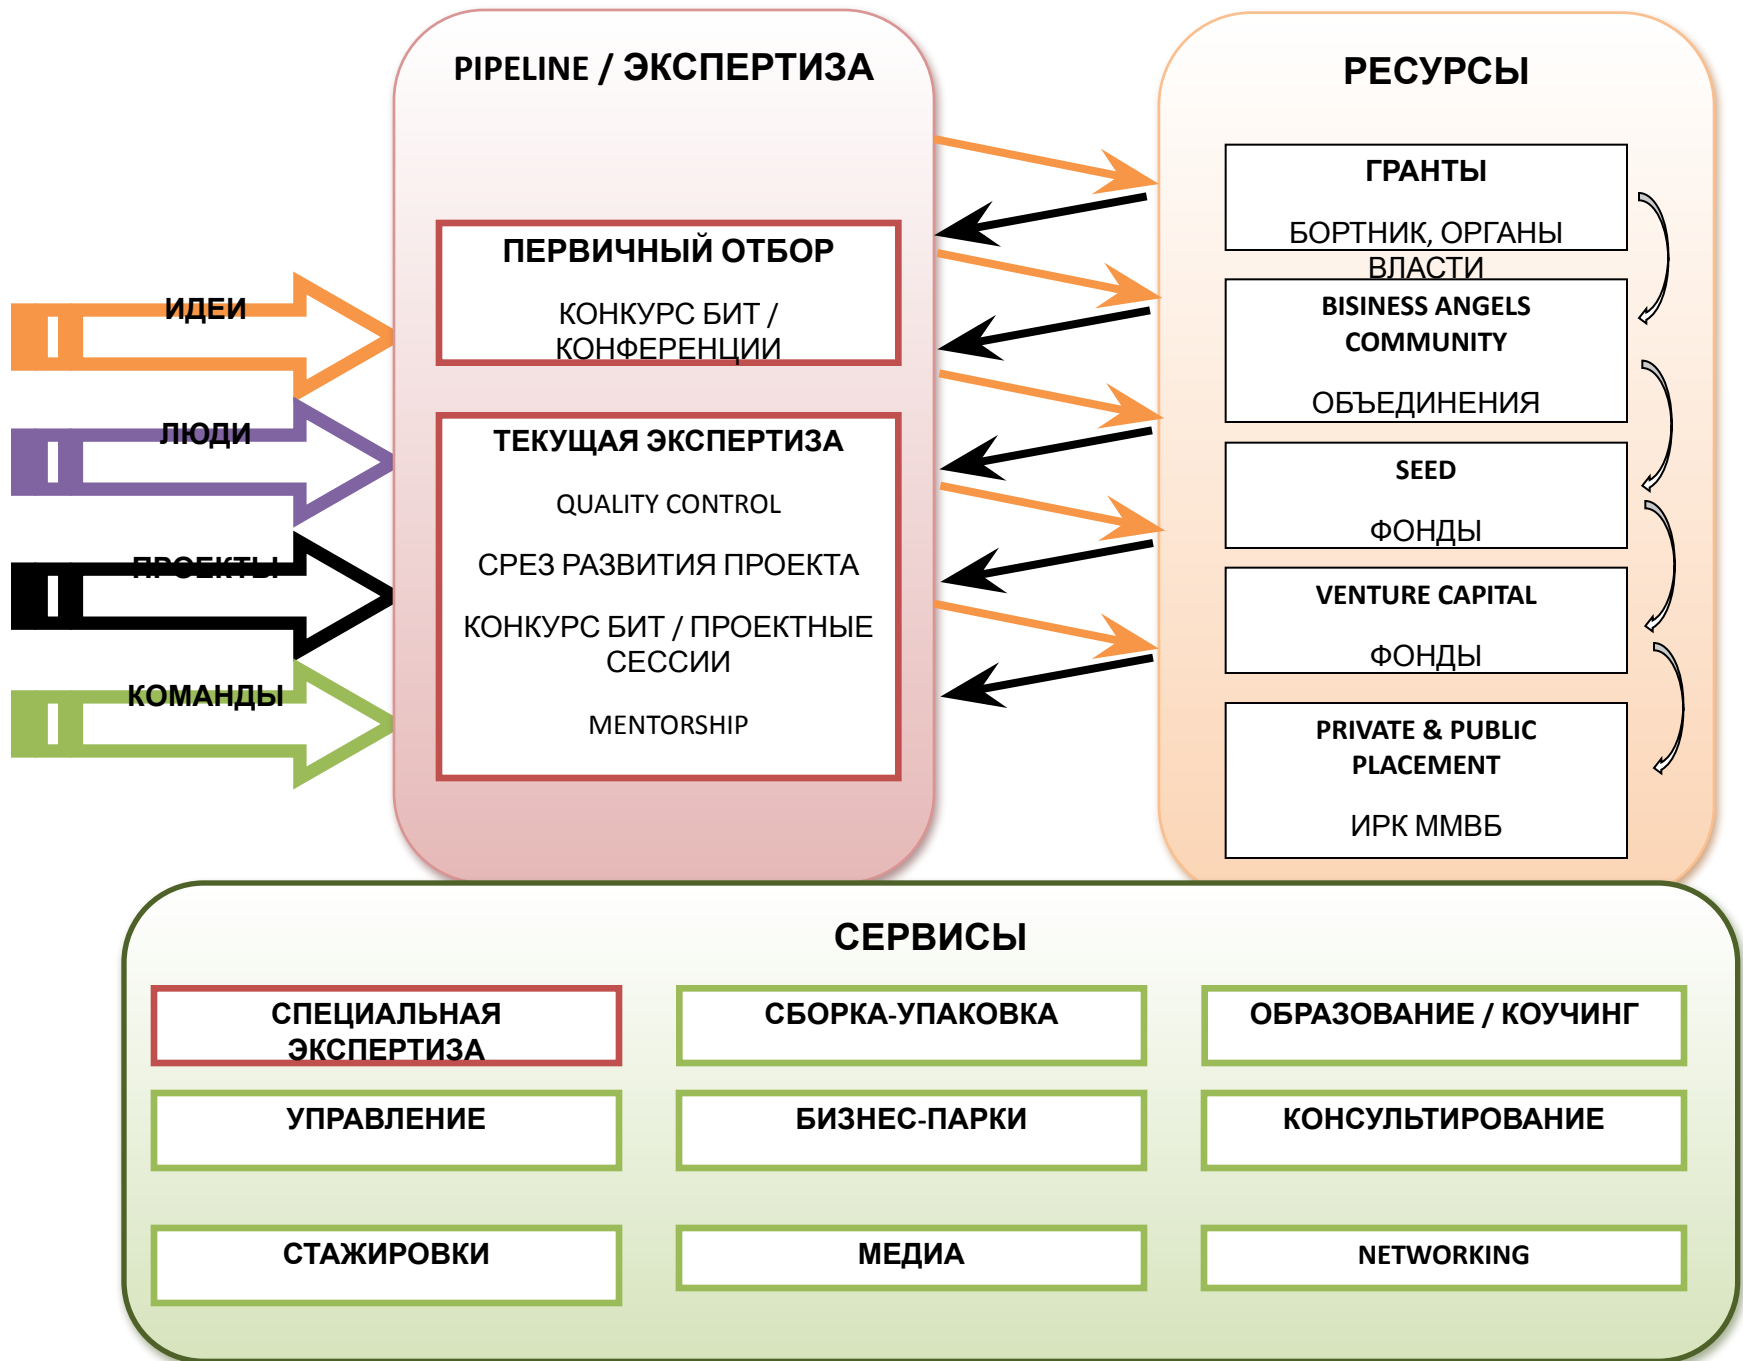 PIPELINE / ЭКСПЕРТИЗА
ПЕРВИЧНЫЙ ОТБОР
КОНКУРС БИТ /
КОНФЕРЕНЦИИ
ТЕКУЩАЯ ЭКСПЕРТИЗА
QUALITY CONTROL
СРЕЗ РАЗВИТИЯ ПРОЕКТА
КОНКУРС БИТ / ПРОЕКТНЫЕ
СЕССИИ
MENTORSHIP
ИДЕИ
ЛЮДИ
ПРОЕКТЫ
КОМАНДЫ
РЕСУРСЫ
ГРАНТЫ
БОРТНИК, ОРГАНЫ
ВЛАСТИ
BISINESS ANGELS
COMMUNITY
ОБЪЕДИНЕНИЯ
SEED
ФОНДЫ
VENTURE CAPITAL
ФОНДЫ
PRIVATE & PUBLIC
PLACEMENT
ИРК ММВБ
СЕРВИСЫ
СПЕЦИАЛЬНАЯ
ЭКСПЕРТИЗА
СБОРКА-УПАКОВКА
ОБРАЗОВАНИЕ / КОУЧИНГ
УПРАВЛЕНИЕ
БИЗНЕС-ПАРКИ
КОНСУЛЬТИРОВАНИЕ
СТАЖИРОВКИ
МЕДИА
NETWORKING